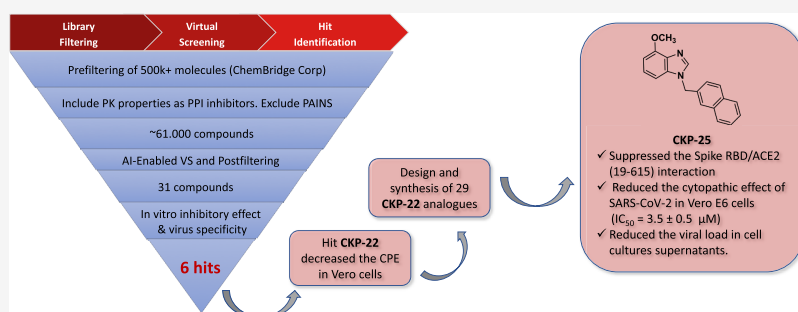 Library
Filtering
Virtual
Screening
Hit
Identification
Prefiltering of 500k+ molecules (ChemBridge Corp)
Include PK properties as PPI inhibitors. Exclude PAINS
~61.000 compounds
AI-Enabled VS and Postfiltering
31 compounds
In vitro inhibitory effect
& virus specificity
6 hits
Hit CKP-22
decreased the CPE
in Vero cells
Design and
synthesis of 29
CKP-22 analogues
OCH₃
N
N
CKP-25
✓ Suppressed the Spike RBD/ACE2
(19-615) interaction
✓ Reduced the cytopathic effect of
SARS-CoV-2 in Vero E6 cells
(IC₅₀ = 3.5 ± 0.5 μM)
✓ Reduced the viral load in cell
cultures supernatants.